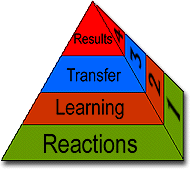 Results 4
Transfer 3
Learning 2
Reactions 1